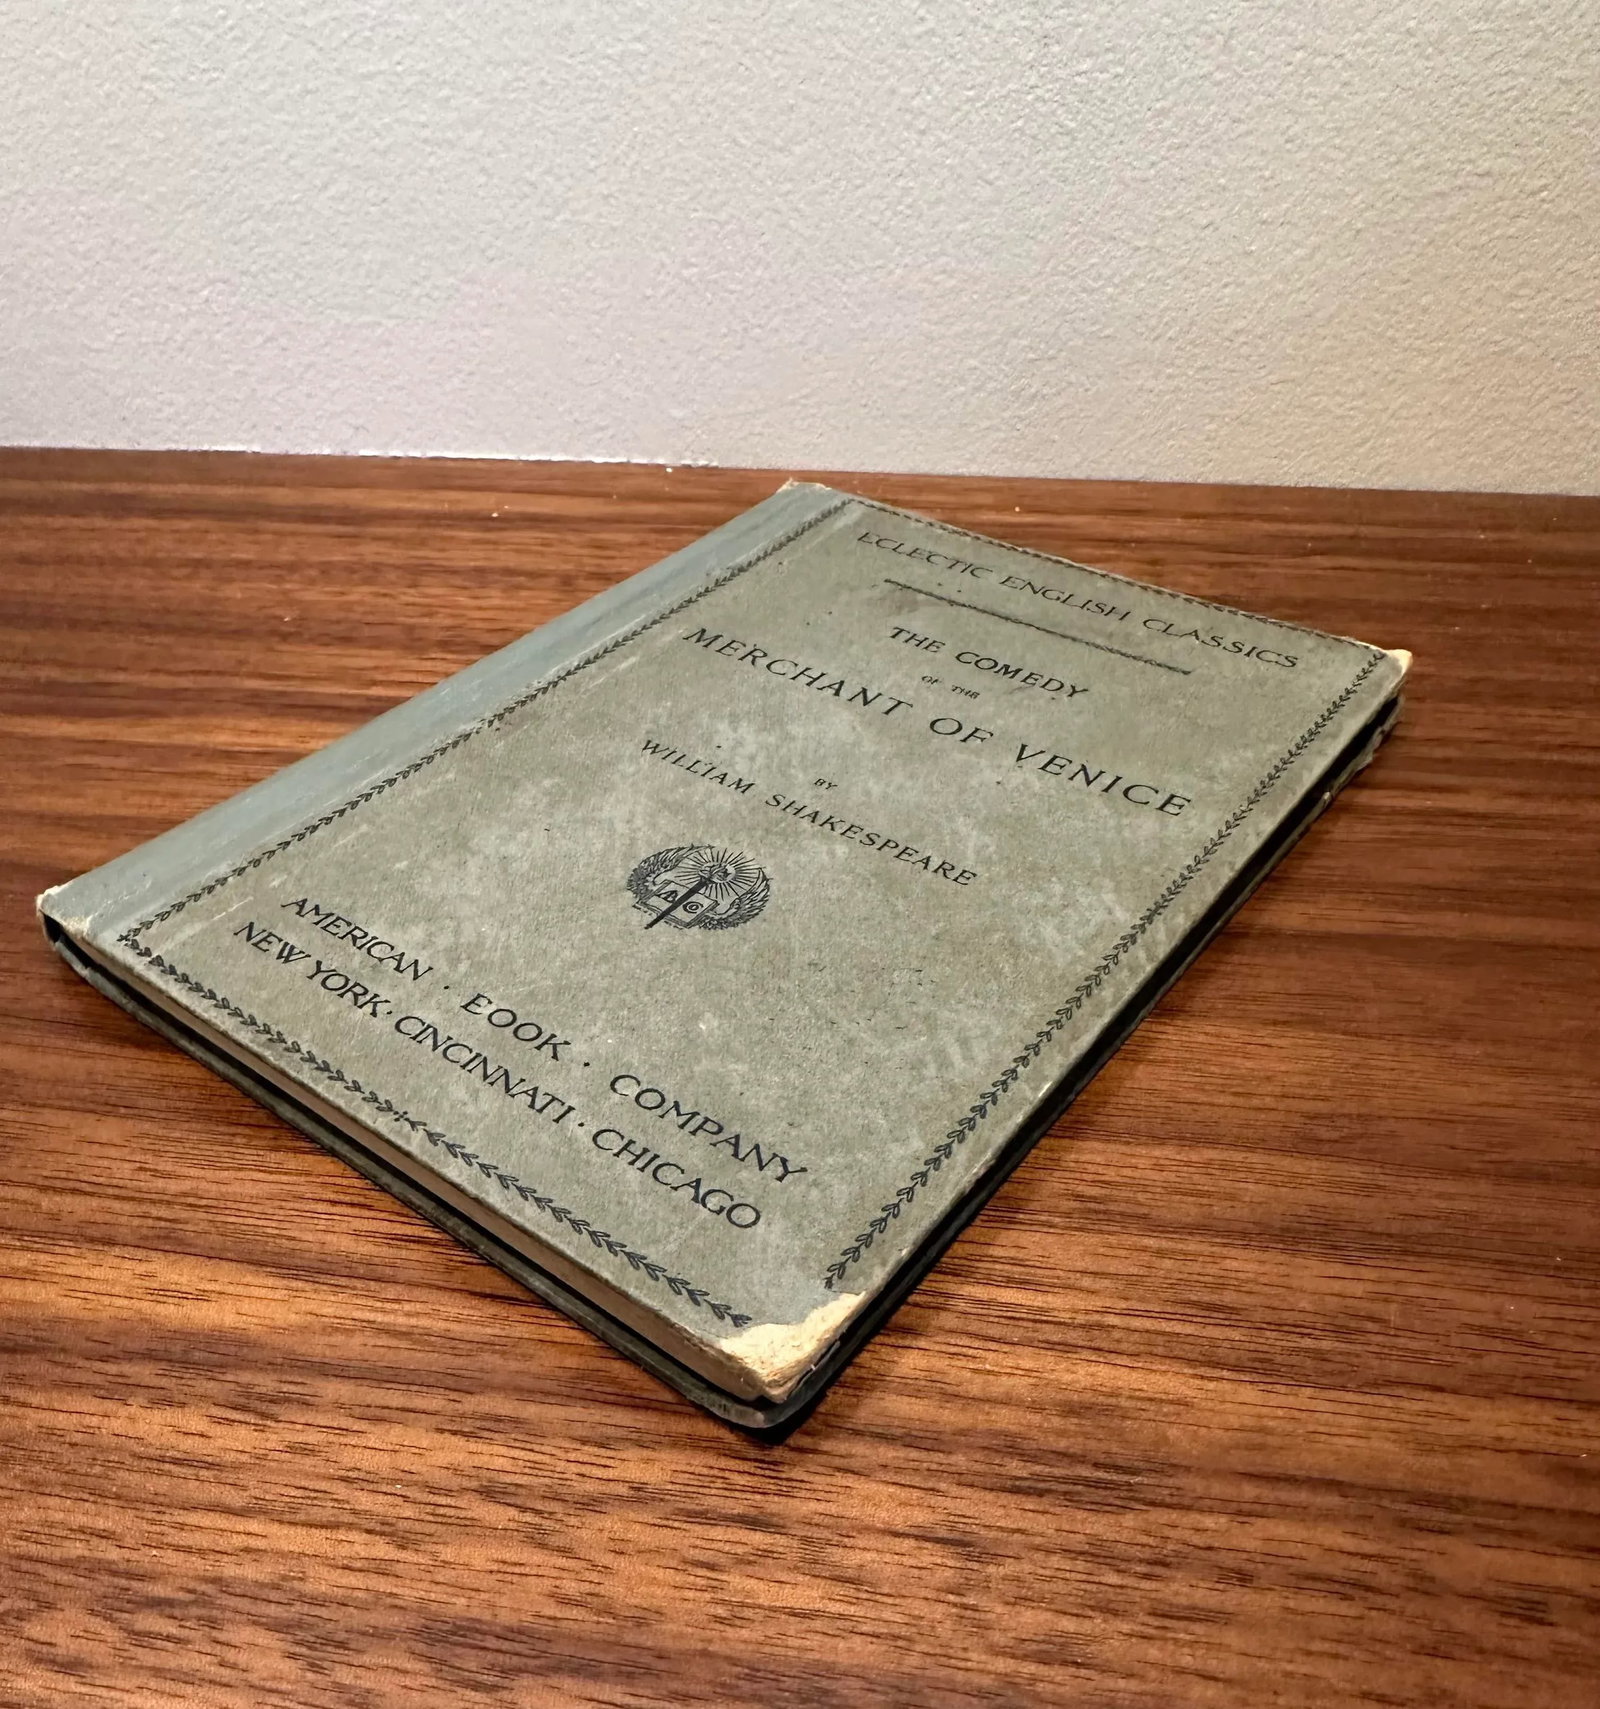 ECLECTIC ENGLISH CLASSICS
THE COMEDY
OF THE
MERCHANT OF VENICE
BY
WILLIAM SHAKESPEARE
AMERICAN · EOOK · COMPANY
NEW YORK · CINCINNATI · CHICAGO